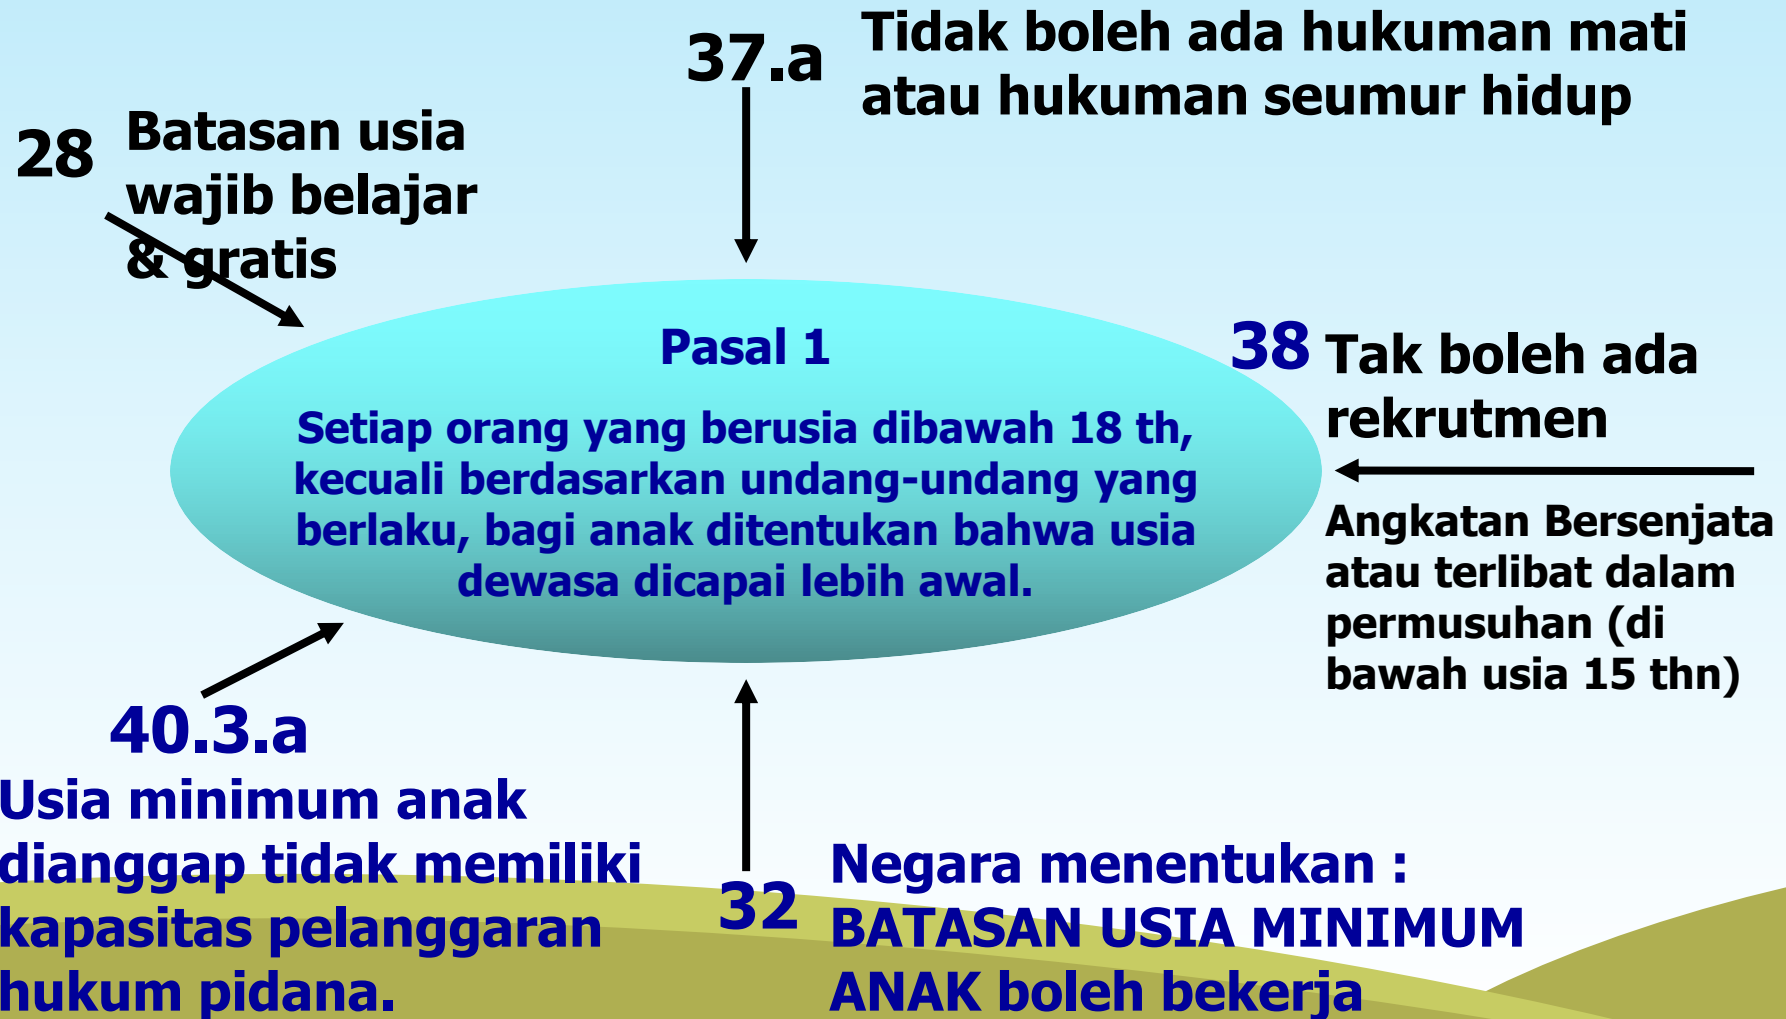 37.a
Tidak boleh ada hukuman mati
atau hukuman seumur hidup
28
Batasan usia
wajib belajar
& gratis
Pasal 1
Setiap orang yang berusia dibawah 18 th,
kecuali berdasarkan undang-undang yang
berlaku, bagi anak ditentukan bahwa usia
dewasa dicapai lebih awal.
38
Tak boleh ada
rekrutmen
Angkatan Bersenjata
atau terlibat dalam
permusuhan (di
bawah usia 15 thn)
40.3.a
Usia minimum anak
dianggap tidak memiliki
kapasitas pelanggaran
hukum pidana.
32
Negara menentukan :
BATASAN USIA MINIMUM
ANAK boleh bekerja